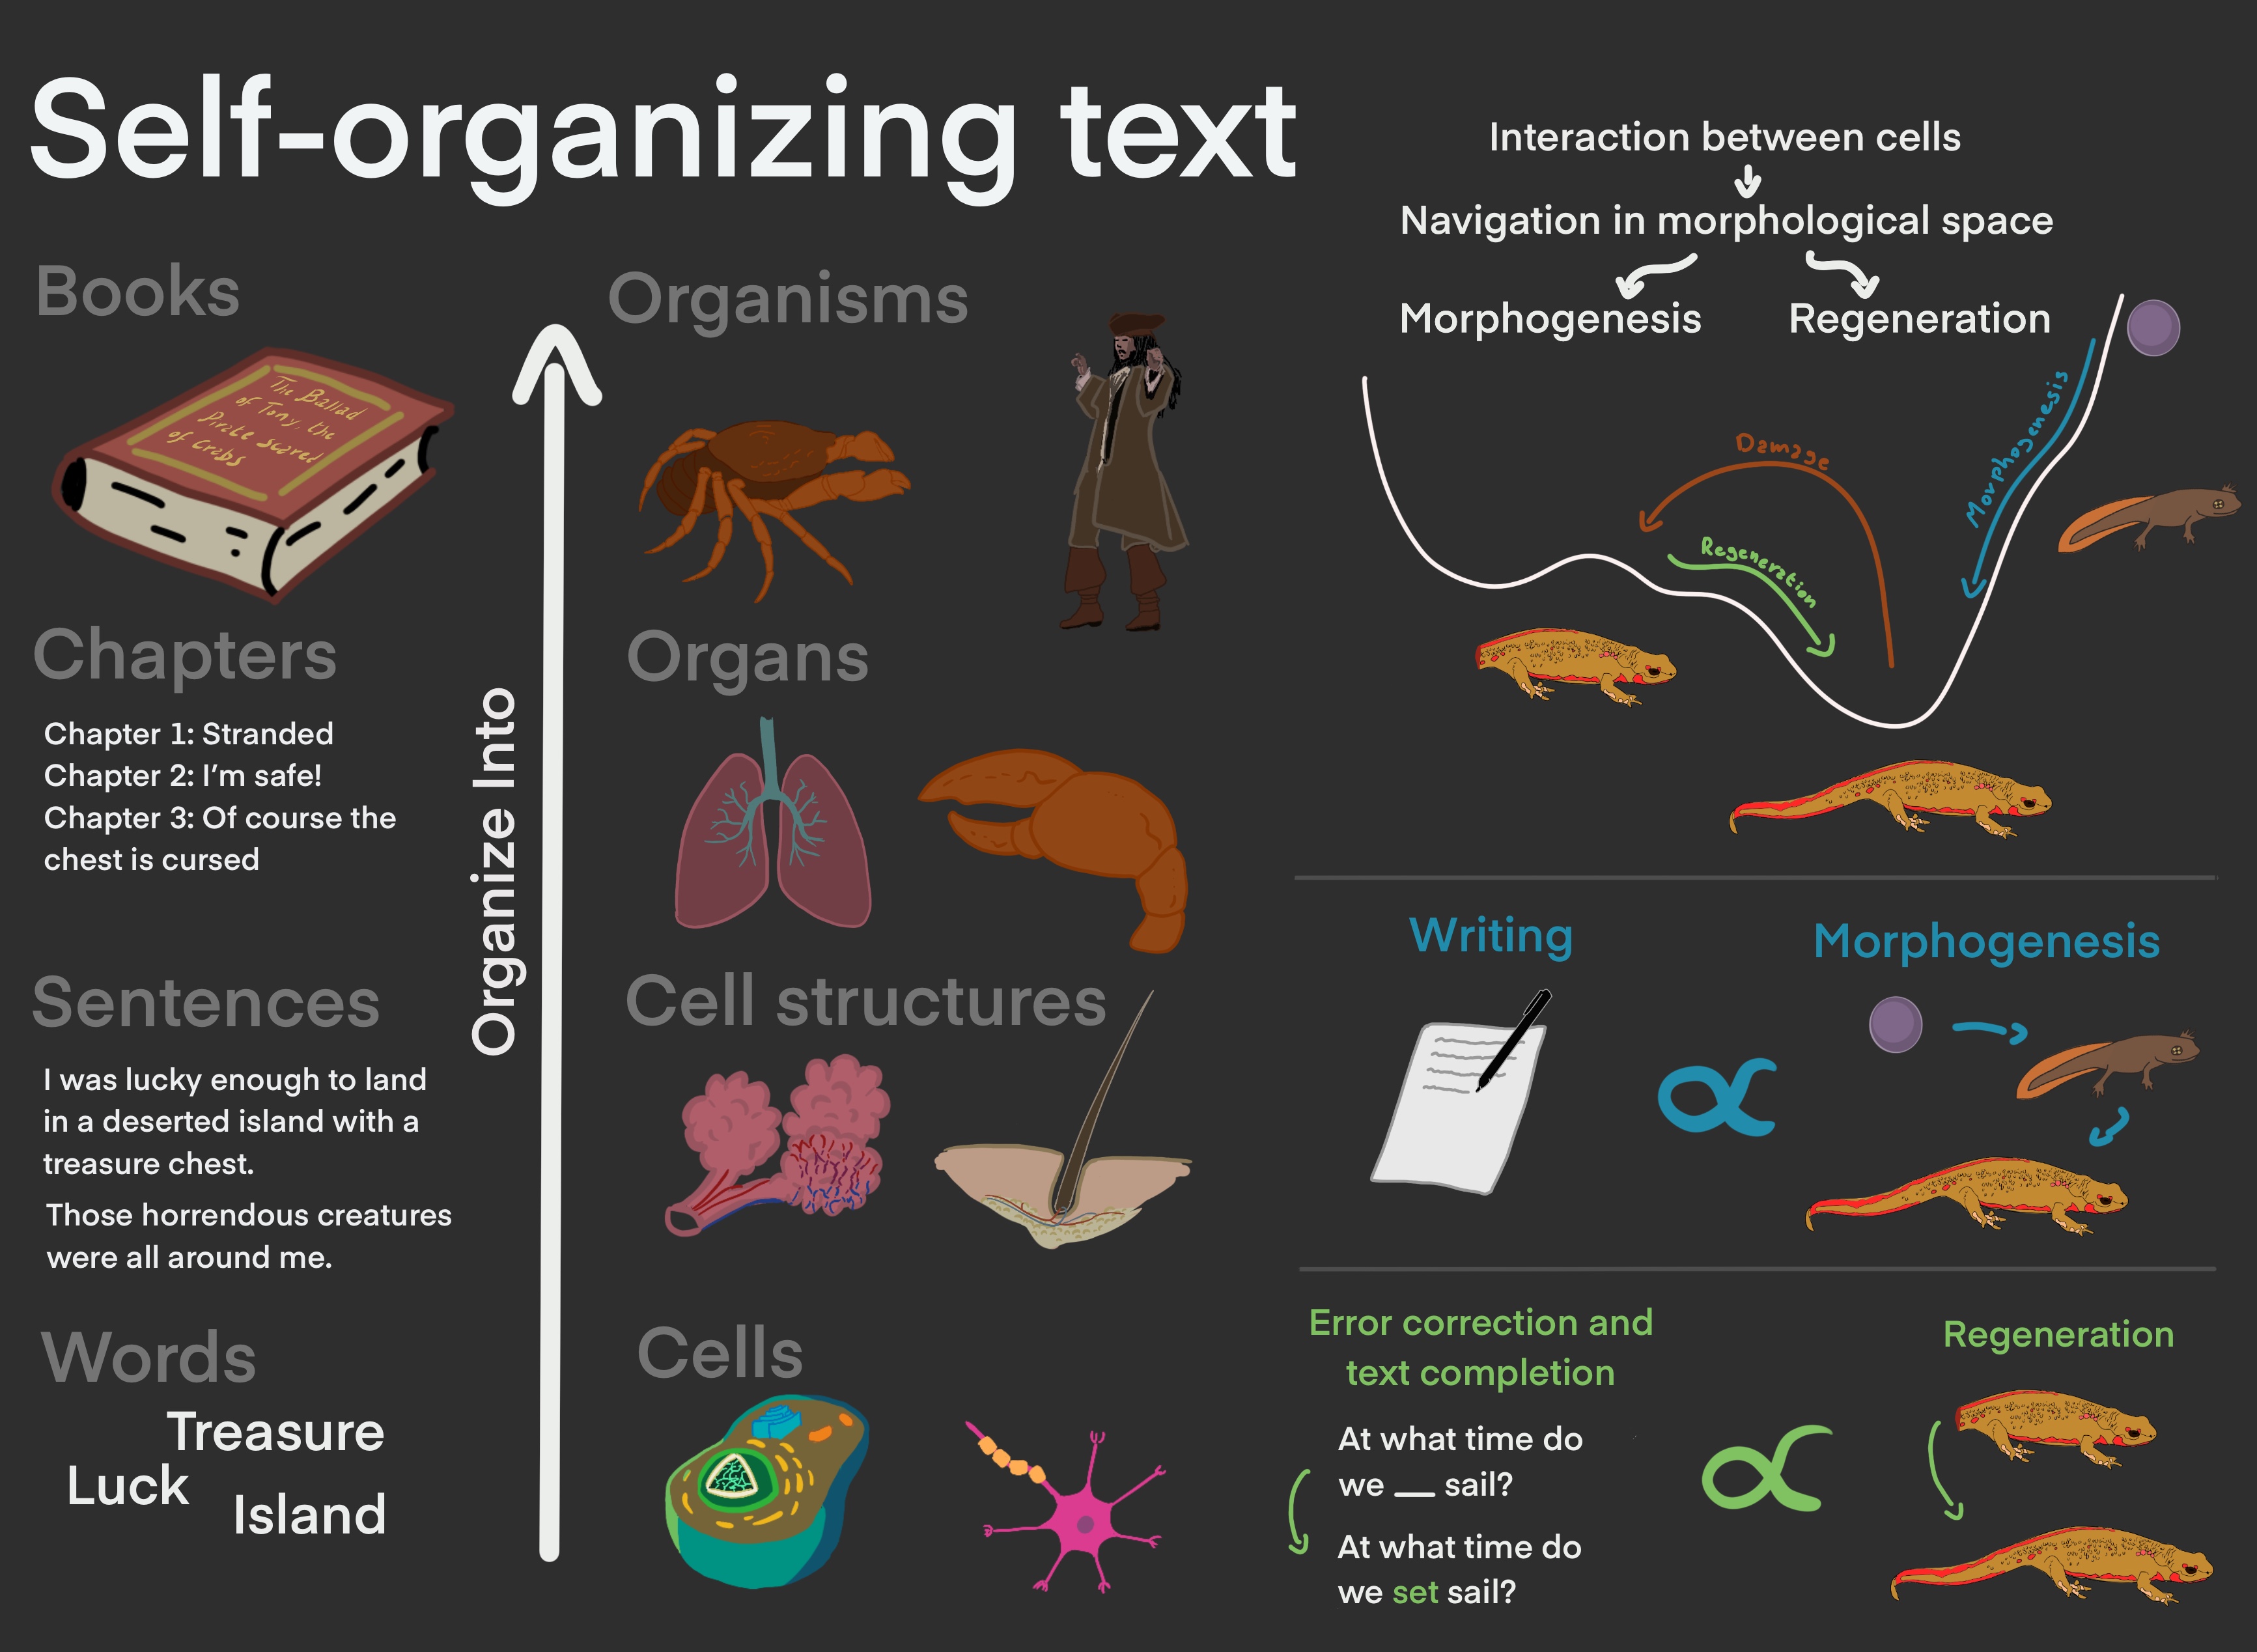 Self-organizing text
Books
The Ballad
of Tony, the
Pirate Scared
of Crabs
Chapters
Chapter 1: Stranded
Chapter 2: I'm safe!
Chapter 3: Of course the
chest is cursed
Sentences
I was lucky enough to land
in a deserted island with a
treasure chest.
Those horrendous creatures
were all around me.
Words
Treasure
Luck
Island
Organize Into
Organisms
Organs
Cell structures
Cells
Interaction between cells
Navigation in morphological space
Morphogenesis
Regeneration
Damage
Regeneration
Morphogenesis
Writing
Morphogenesis
Error correction and
text completion
At what time do
we __ sail?
At what time do
we set sail?
Regeneration